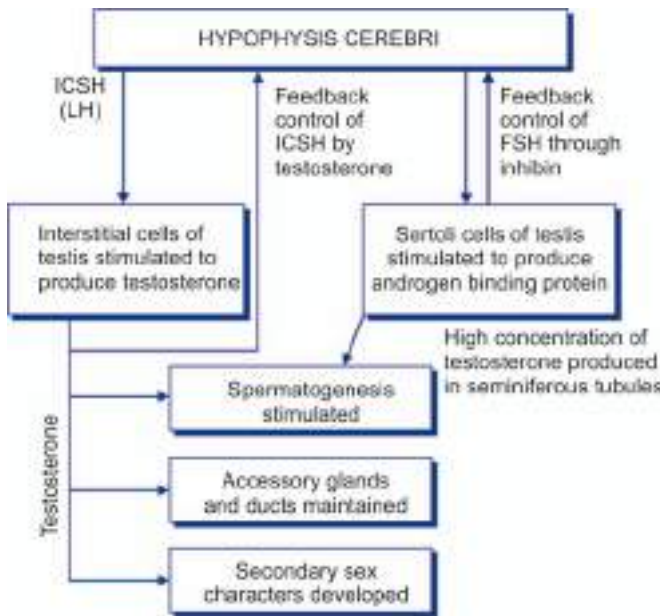 HYPOPHYSIS CEREBRI
ICSH
(LH)
Feedback
control of
ICSH by
testosterone
Feedback
control of
FSH through
inhibin
Interstitial cells of
testis stimulated to
produce testosterone
Sertoli cells of testis
stimulated to produce
androgen binding protein
High concentration of
testosterone produced
in seminiferous tubules
Spermatogenesis
stimulated
Testosterone
Accessory glands
and ducts maintained
Secondary sex
characters developed